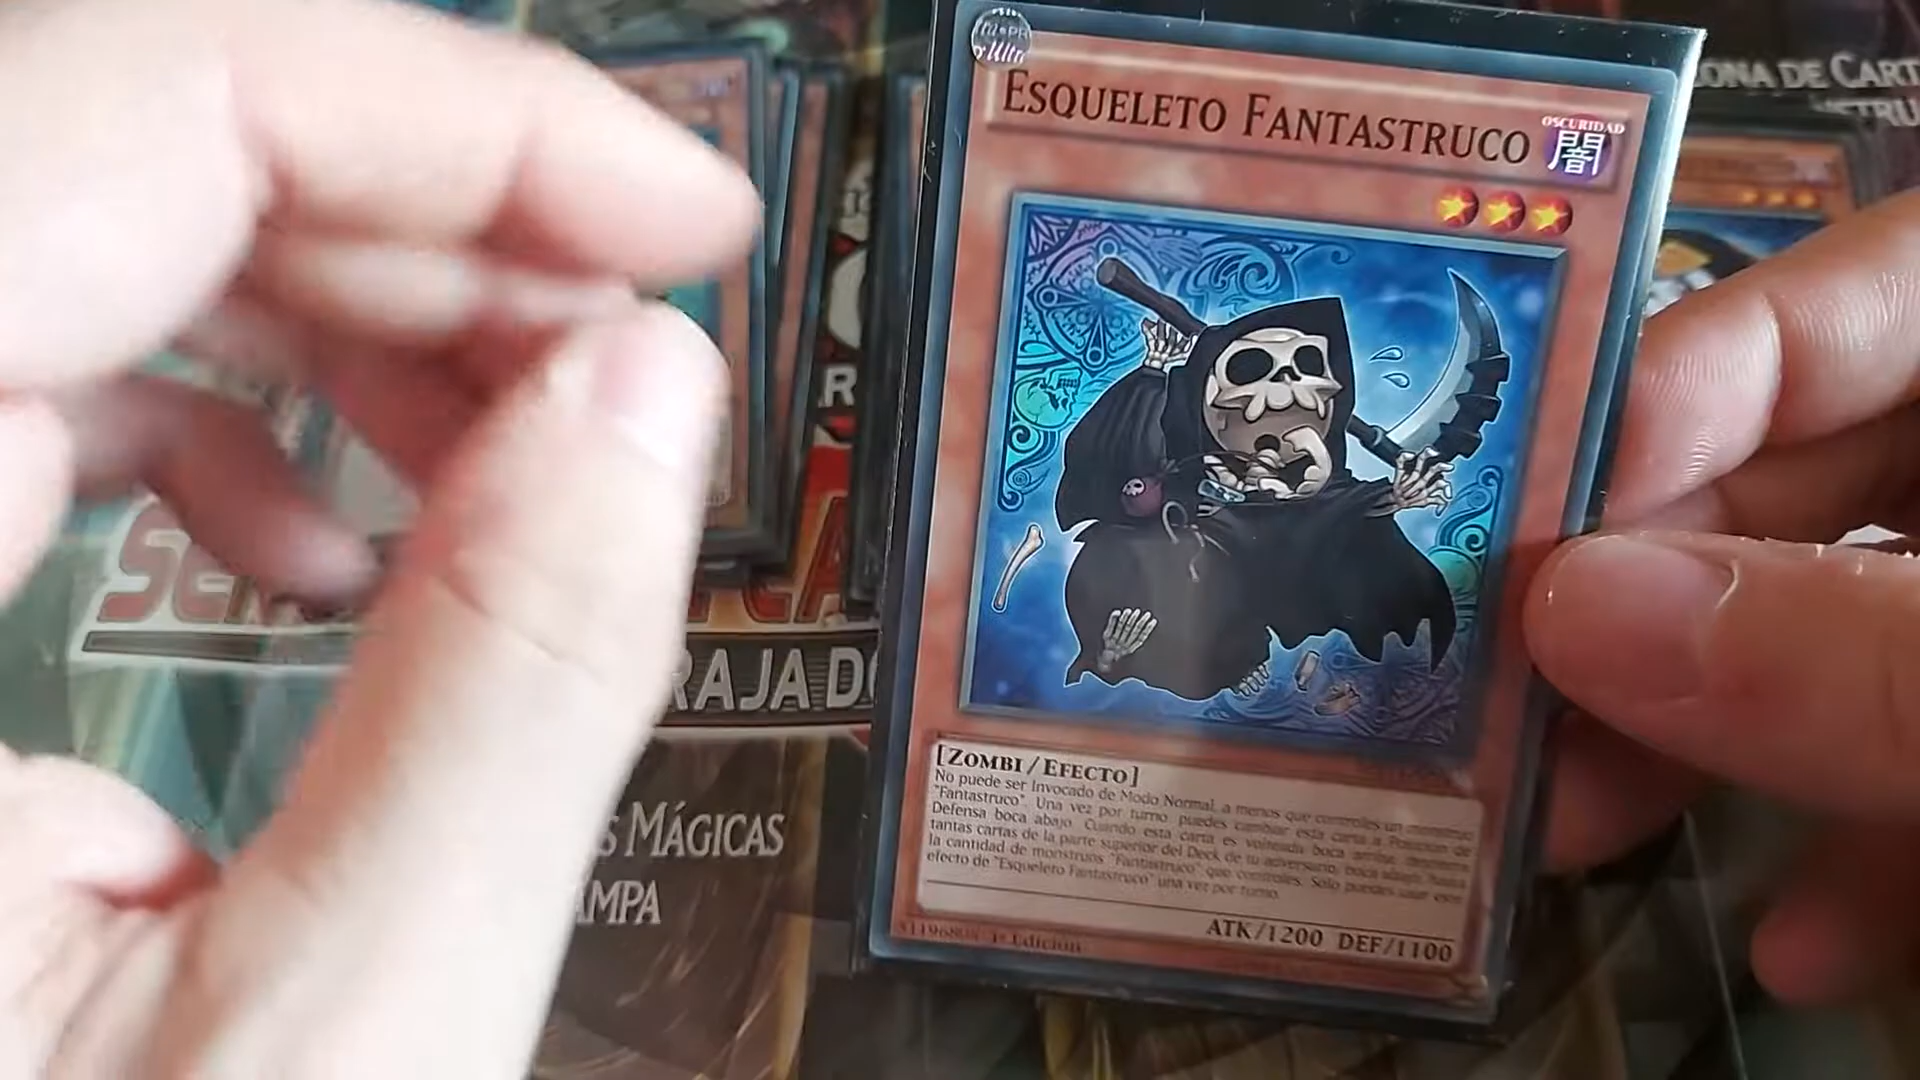 ZONA DE CART
ESQUELETO FANTASTRUCO
OSCURIDAD
闇
RAJA D
S MÁGICAS
AMPA
[ZOMBI/EFECTO]
No puede ser Invocado de Modo Normal, a menos que controles un monstruo
"Fantastruco". Una vez por turno: puedes cambiar esta carta a Posición de
Defensa boca abajo. Cuando esta carta es volteada boca arriba: destierra
tantas cartas de la parte superior del Deck de tu adversario, boca abajo, hasta
la cantidad de monstruos "Fantastruco" que controles. Sólo puedes usar este
efecto de "Esqueleto Fantastruco" una vez por turno.
ATK/1200 DEF/1100
1ª Edición